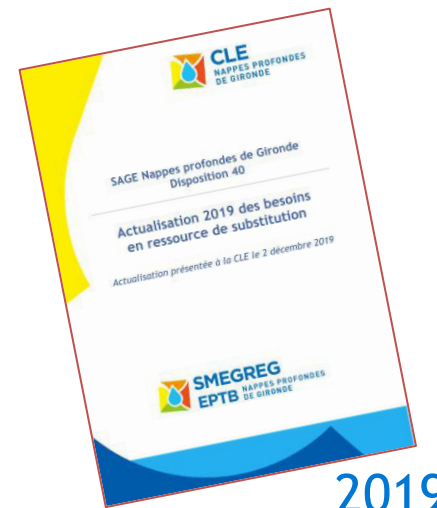 CLE
NAPPES PROFONDES
DE GIRONDE
SAGE Nappes profondes de Gironde
Disposition 40
Actualisation 2019 des besoins
en ressource de substitution
Actualisation présentée à la CLE le 2 décembre 2019
SMEGREG
EPTB NAPPES PROFONDES
DE GIRONDE
2019